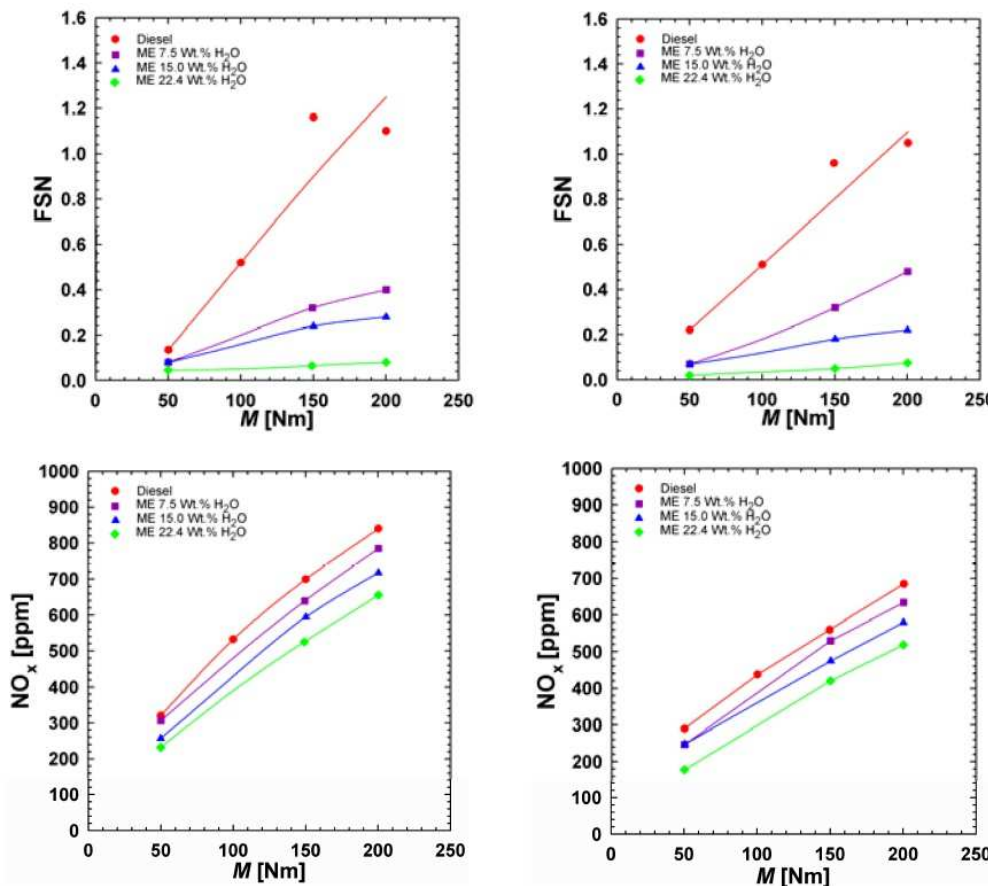 1.6
1.4
1.2
1.0
0.8
0.6
0.4
0.2
0.0
FSN
Diesel
ME 7.5 Wt.% H2O
ME 15.0 Wt.% H2O
ME 22.4 Wt.% H2O
0 50 100 150 200 250
M [Nm]
1.6
1.4
1.2
1.0
0.8
0.6
0.4
0.2
0.0
FSN
Diesel
ME 7.5 Wt.% H2O
ME 15.0 Wt.% H2O
ME 22.4 Wt.% H2O
0 50 100 150 200 250
M [Nm]
1000
900
800
700
600
500
400
300
200
100
0
NOx [ppm]
Diesel
ME 7.5 Wt.% H2O
ME 15.0 Wt.% H2O
ME 22.4 Wt.% H2O
0 50 100 150 200 250
M [Nm]
1000
900
800
700
600
500
400
300
200
100
0
NOx [ppm]
Diesel
ME 7.5 Wt.% H2O
ME 15.0 Wt.% H2O
ME 22.4 Wt.% H2O
0 50 100 150 200 250
M [Nm]